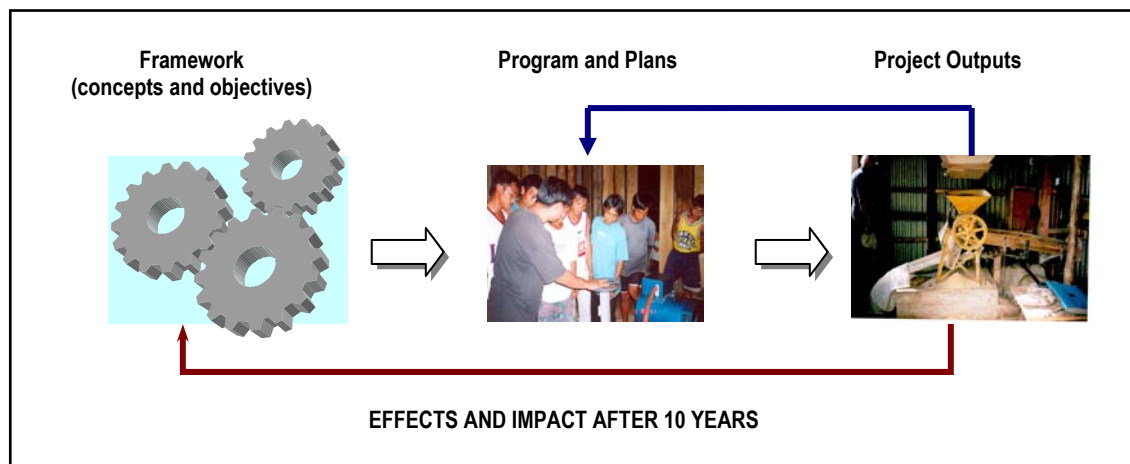 Framework
(concepts and objectives)
Program and Plans
Project Outputs
EFFECTS AND IMPACT AFTER 10 YEARS